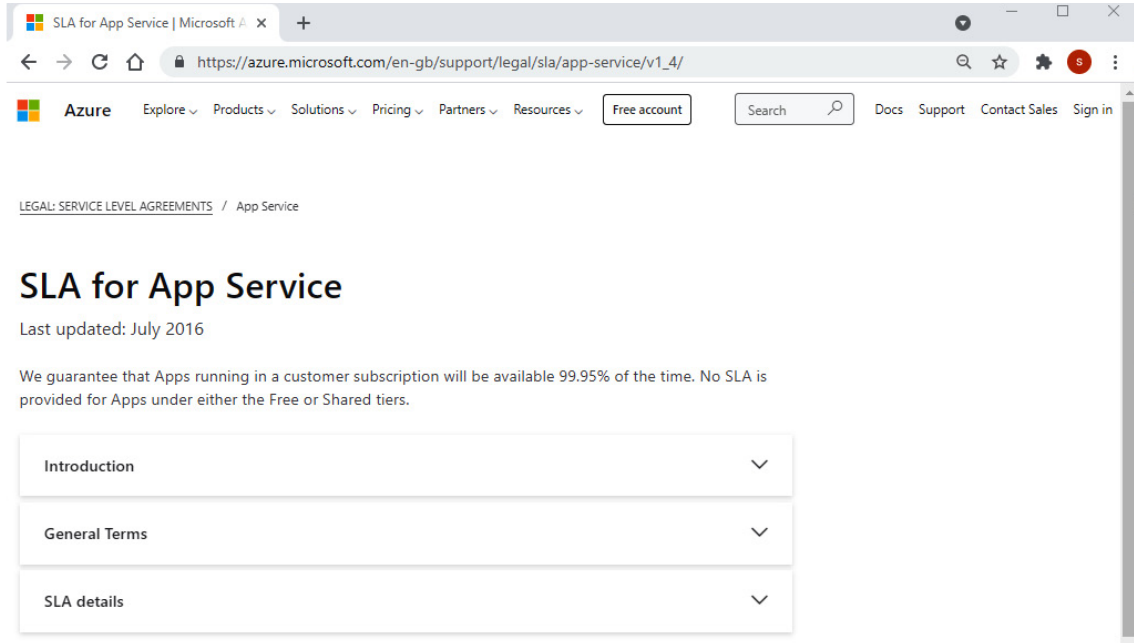 SLA for App Service | Microsoft A
https://azure.microsoft.com/en-gb/support/legal/sla/app-service/v1_4/
S
Azure Explore Products Solutions Pricing Partners Resources Free account Search Docs Support Contact Sales Sign in
LEGAL: SERVICE LEVEL AGREEMENTS / App Service
SLA for App Service
Last updated: July 2016
We guarantee that Apps running in a customer subscription will be available 99.95% of the time. No SLA is
provided for Apps under either the Free or Shared tiers.
Introduction
General Terms
SLA details